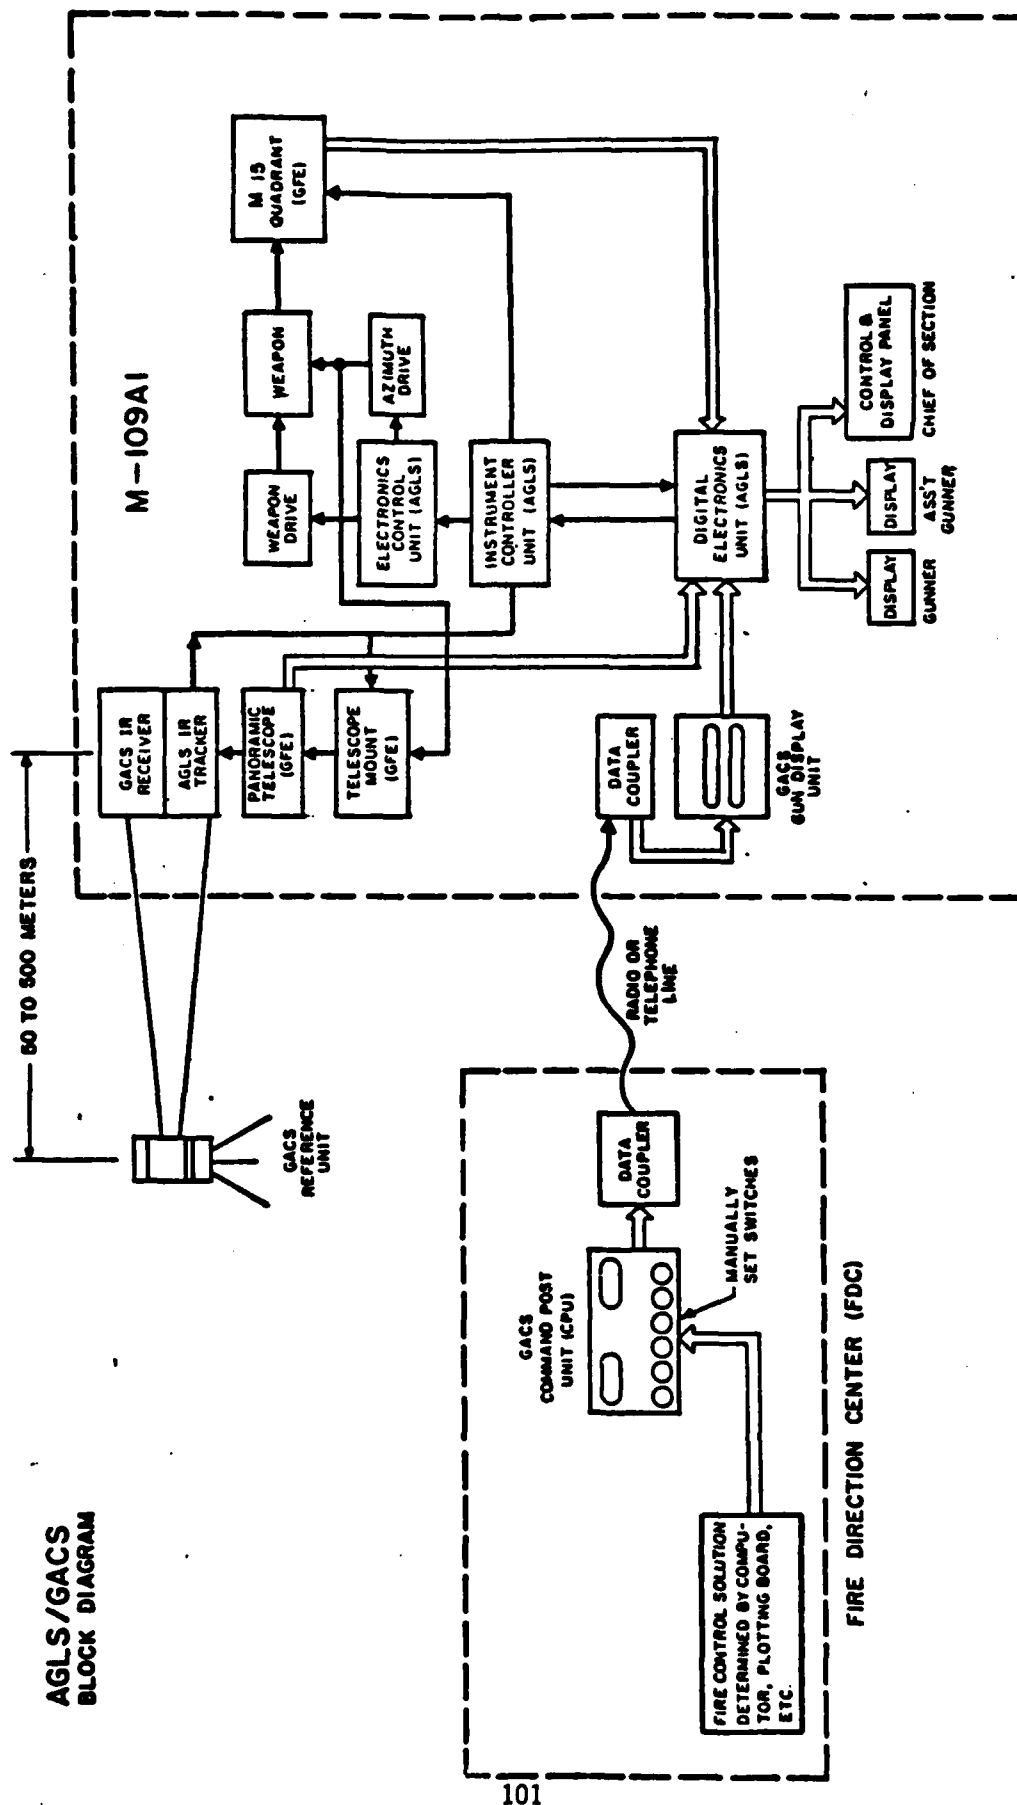 AGLS/GACS
BLOCK DIAGRAM
50 TO 500 METERS
GACS
REFERENCE
UNIT
M-109A1
GACS IR
RECEIVER
AGLS IR
TRACKER
PANORAMIC
TELESCOPE
(GFE)
TELESCOPE
MOUNT
(GFE)
WEAPON
DRIVE
WEAPON
M 15
QUADRANT
(GFE)
ELECTRONICS
CONTROL
UNIT (AGLS)
AZIMUTH
DRIVE
INSTRUMENT
CONTROLLER
UNIT (AGLS)
DATA
COUPLER
GACS
GUN DISPLAY
UNIT
DIGITAL
ELECTRONICS
UNIT (AGLS)
DISPLAY
GUNNER
DISPLAY
ASS'T
GUNNER
CONTROL &
DISPLAY PANEL
CHIEF OF SECTION
RADIO OR
TELEPHONE
LINE
GACS
COMMAND POST
UNIT (CPU)
DATA
COUPLER
MANUALLY
SET SWITCHES
FIRE CONTROL SOLUTION
DETERMINED BY COMPU-
TOR, PLOTTING BOARD,
ETC.
FIRE DIRECTION CENTER (FDC)
101